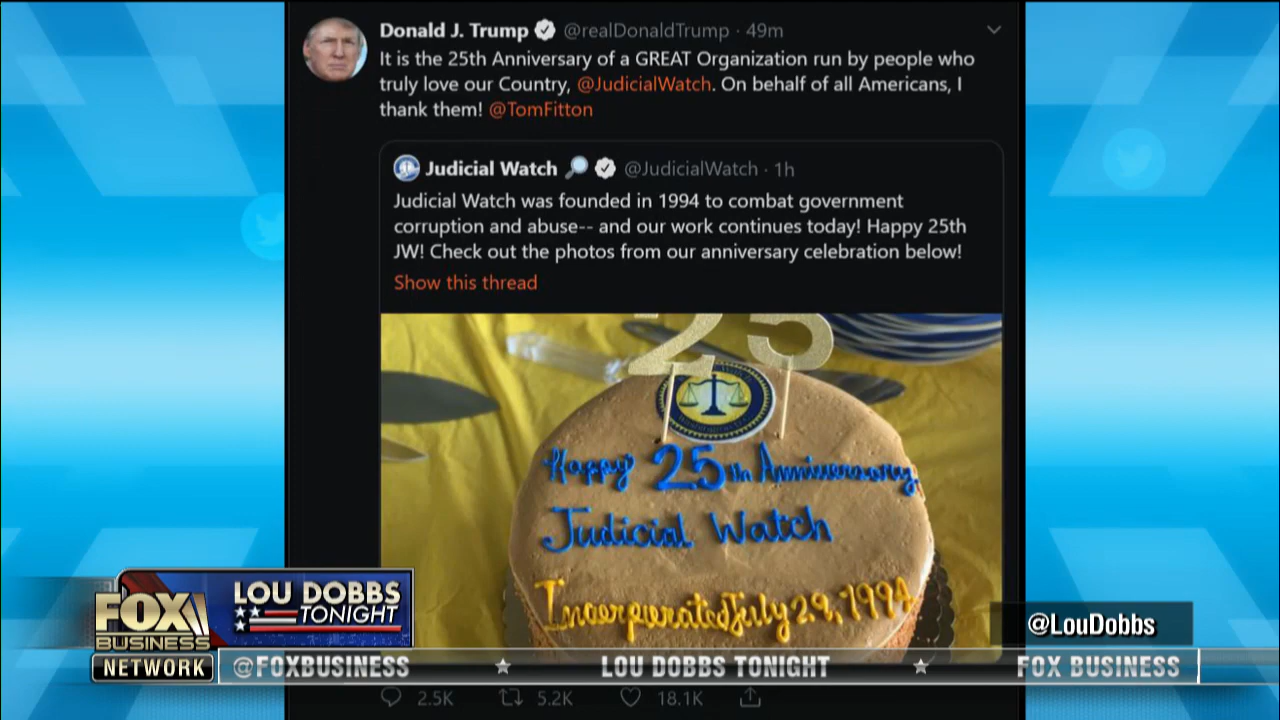 Donald J. Trump @realDonaldTrump · 49m
It is the 25th Anniversary of a GREAT Organization run by people who
truly love our Country, @JudicialWatch. On behalf of all Americans, I
thank them! @TomFitton
Judicial Watch @JudicialWatch · 1h
Judicial Watch was founded in 1994 to combat government
corruption and abuse-- and our work continues today! Happy 25th
JW! Check out the photos from our anniversary celebration below!
Show this thread
25
Happy 25th Anniversary
Judicial Watch
Incorporated July 29, 1994
FOX
BUSINESS
NETWORK
LOU DOBBS
TONIGHT
@LouDobbs
@FOXBUSINESS LOU DOBBS TONIGHT FOX BUSINESS
2.5K 5.2K 18.1K